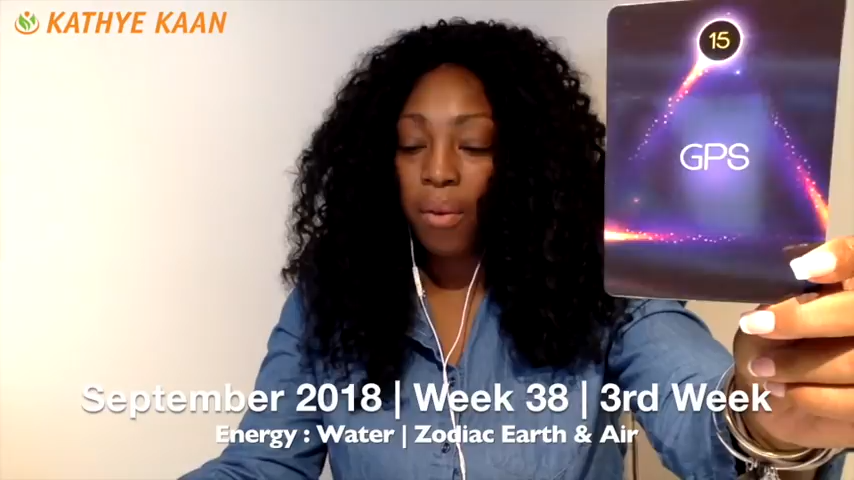 KATHYE KAAN
15
GPS
September 2018 | Week 38 | 3rd Week
Energy : Water | Zodiac Earth & Air